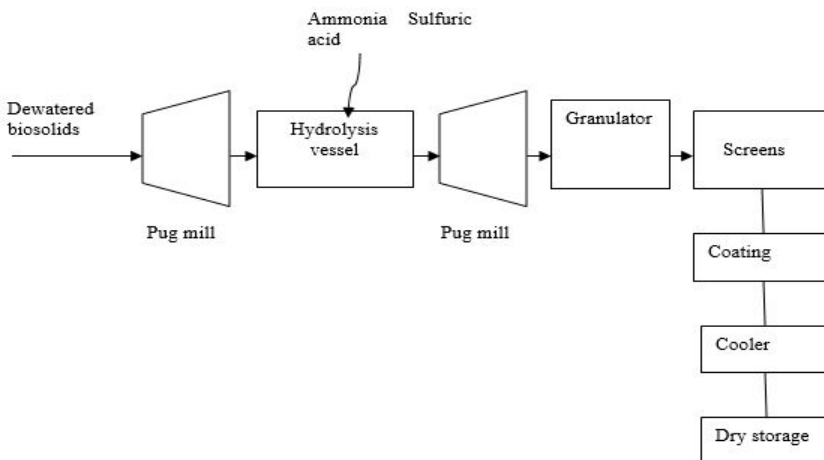 Ammonia Sulfuric
acid
Dewatered
biosolids
Hydrolysis
vessel
Granulator
Screens
Pug mill
Pug mill
Coating
Cooler
Dry storage